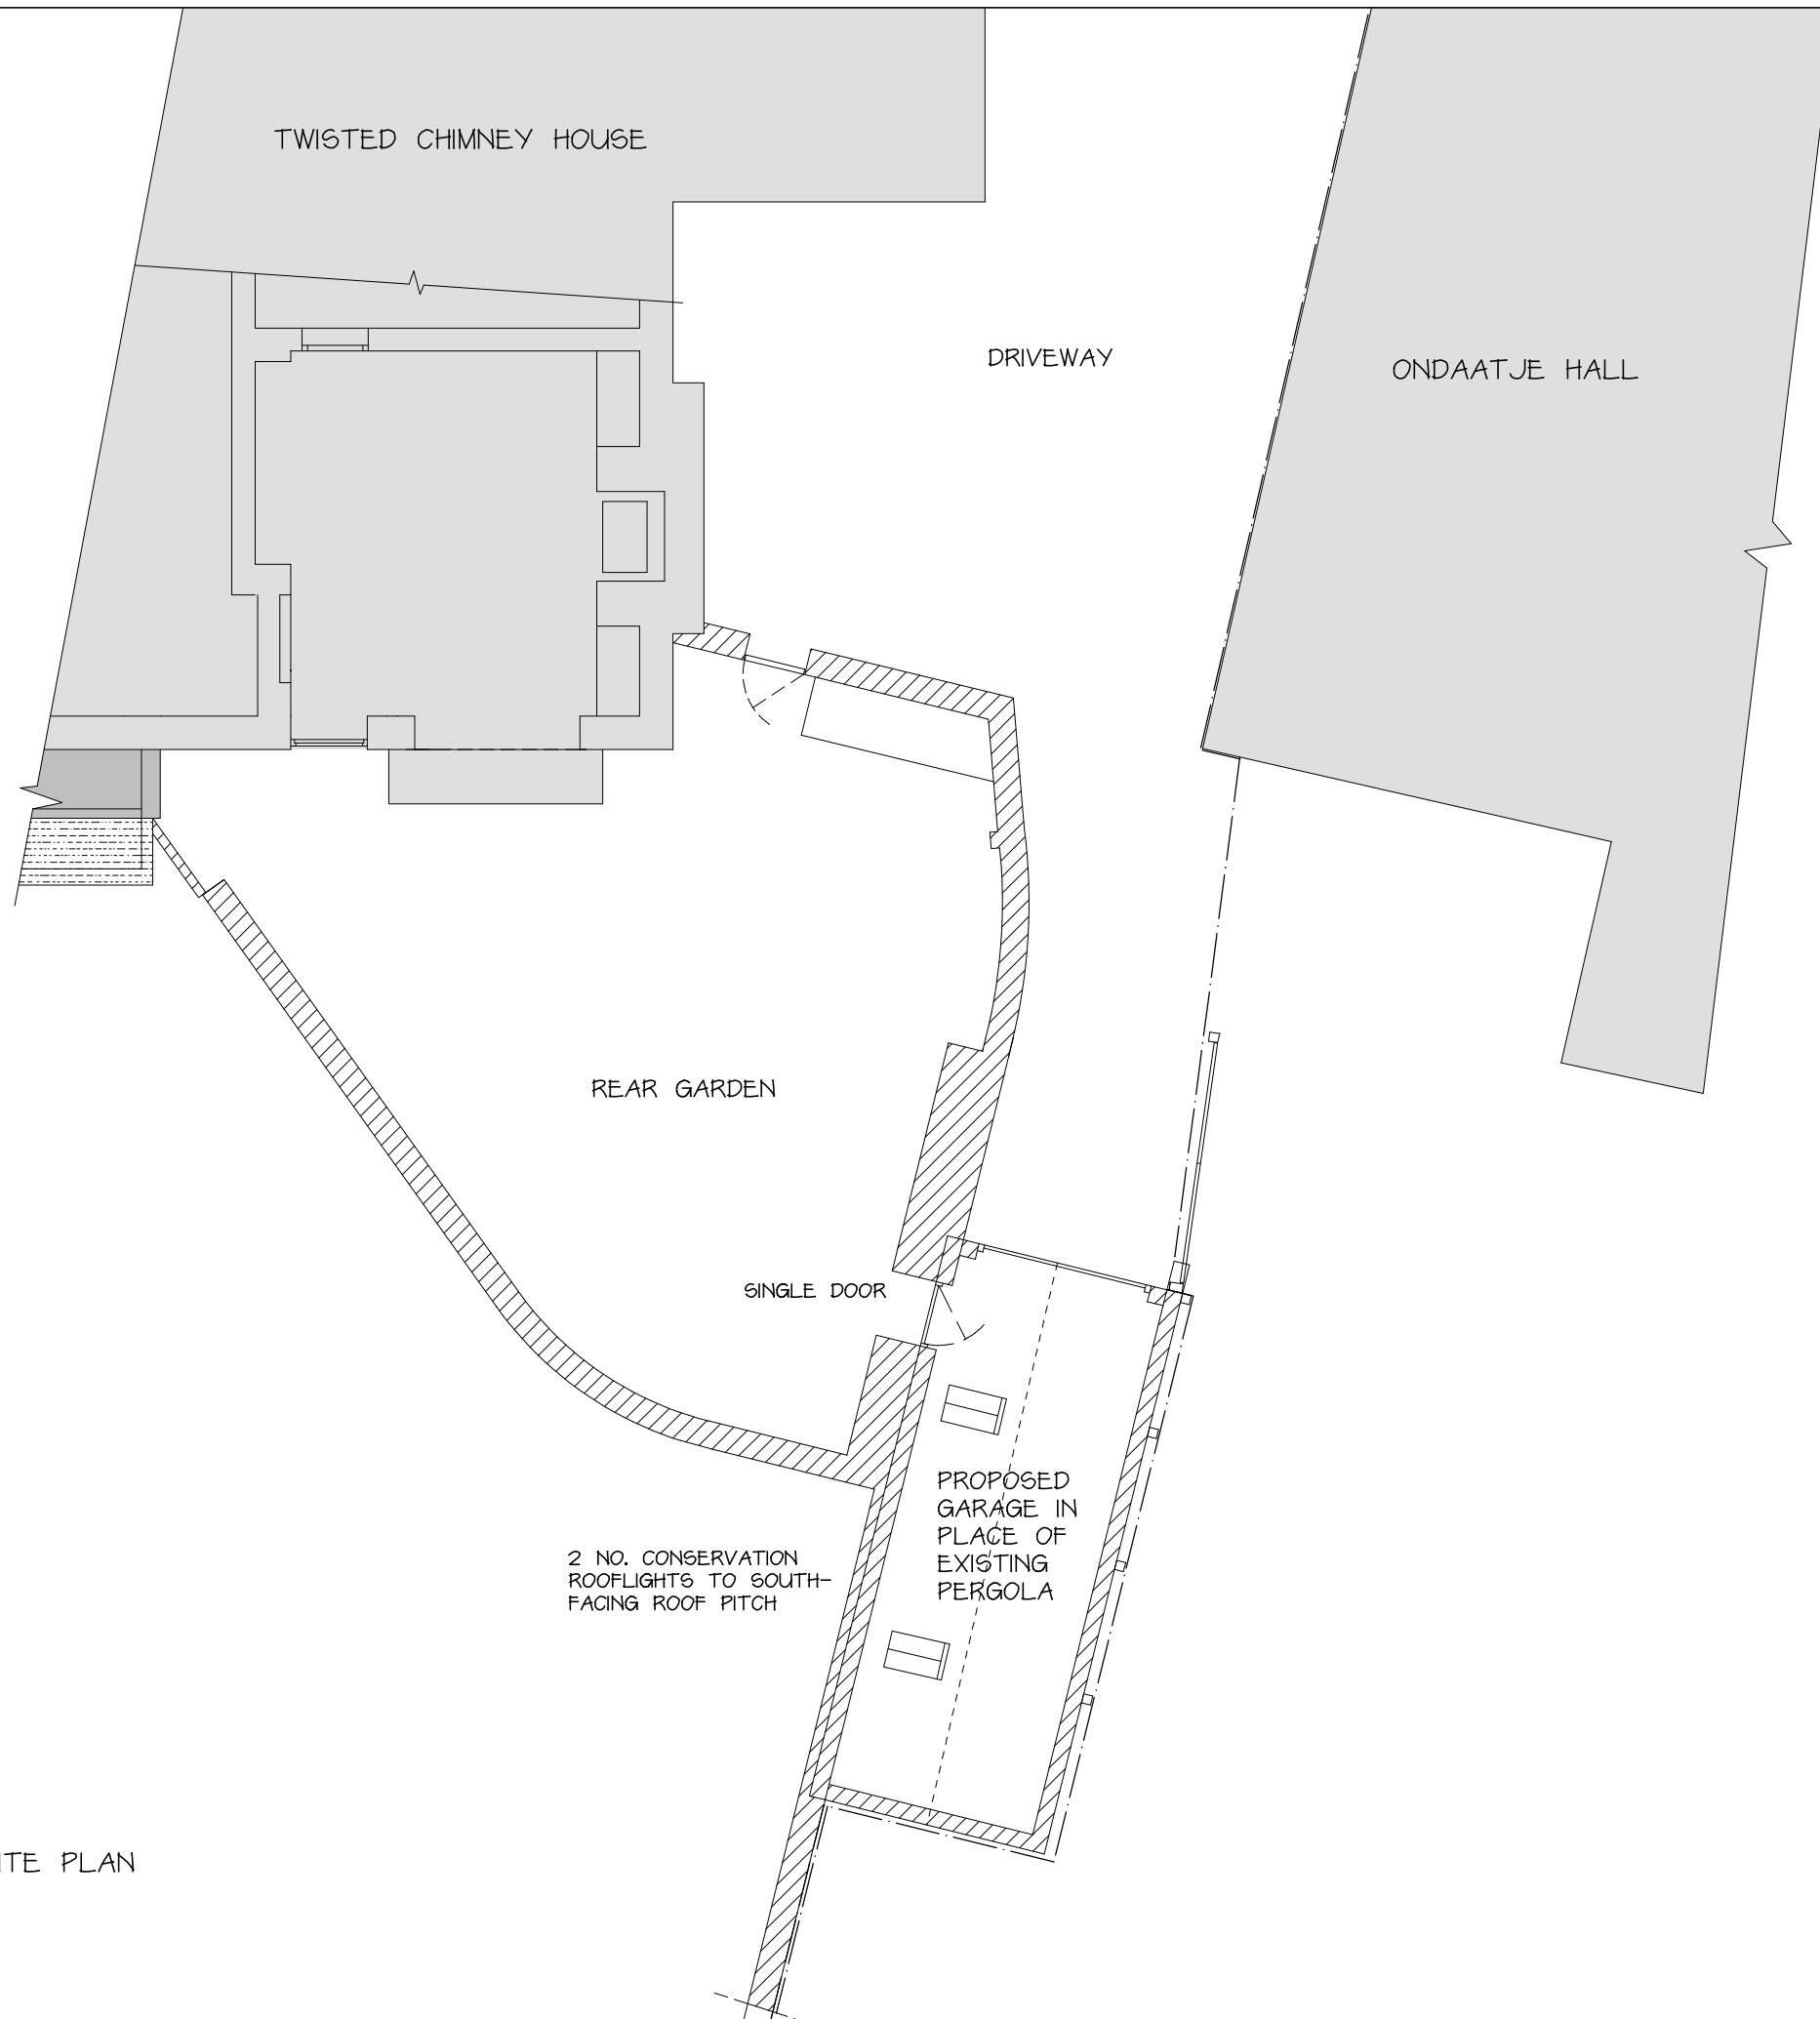 TWISTED CHIMNEY HOUSE
DRIVEWAY
ONDAATJE HALL
REAR GARDEN
SINGLE DOOR
PROPOSED
GARAGE IN
PLACE OF
EXISTING
PERGOLA
2 NO. CONSERVATION
ROOFLIGHTS TO SOUTH-
FACING ROOF PITCH
ITE PLAN